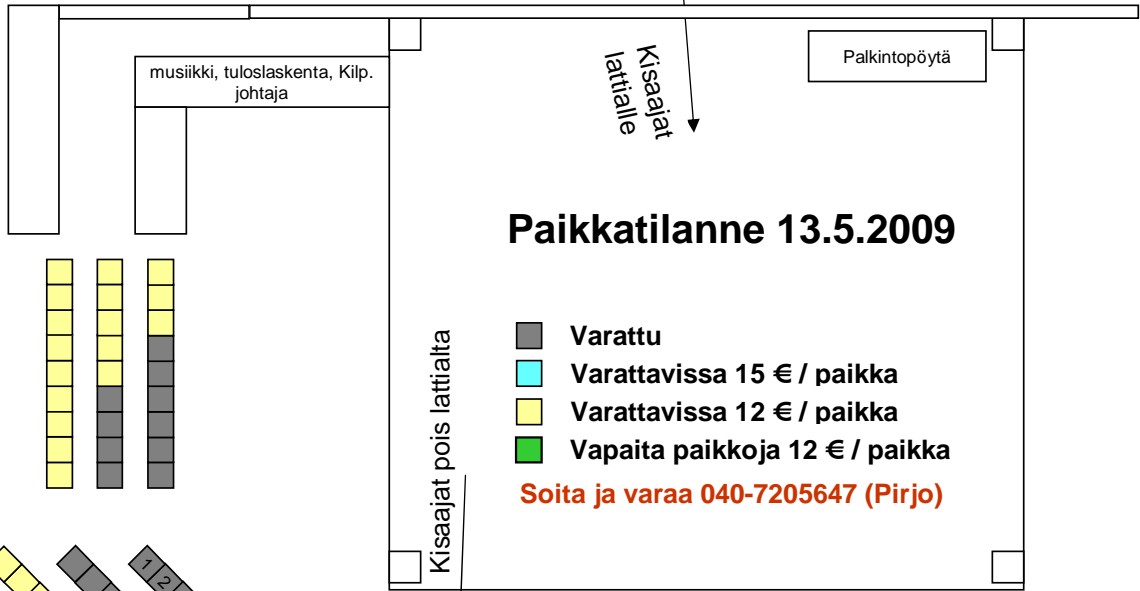 musiikki, tuloslaskenta, Kilp.
johtaja
Kisaajat
lattialle
Palkintopöytä
Paikkatilanne 13.5.2009
Varattu
Varattavissa 15 € / paikka
Varattavissa 12 € / paikka
Vapaita paikkoja 12 € / paikka
Soita ja varaa 040-7205647 (Pirjo)
Kisaajat pois lattialta
1 2